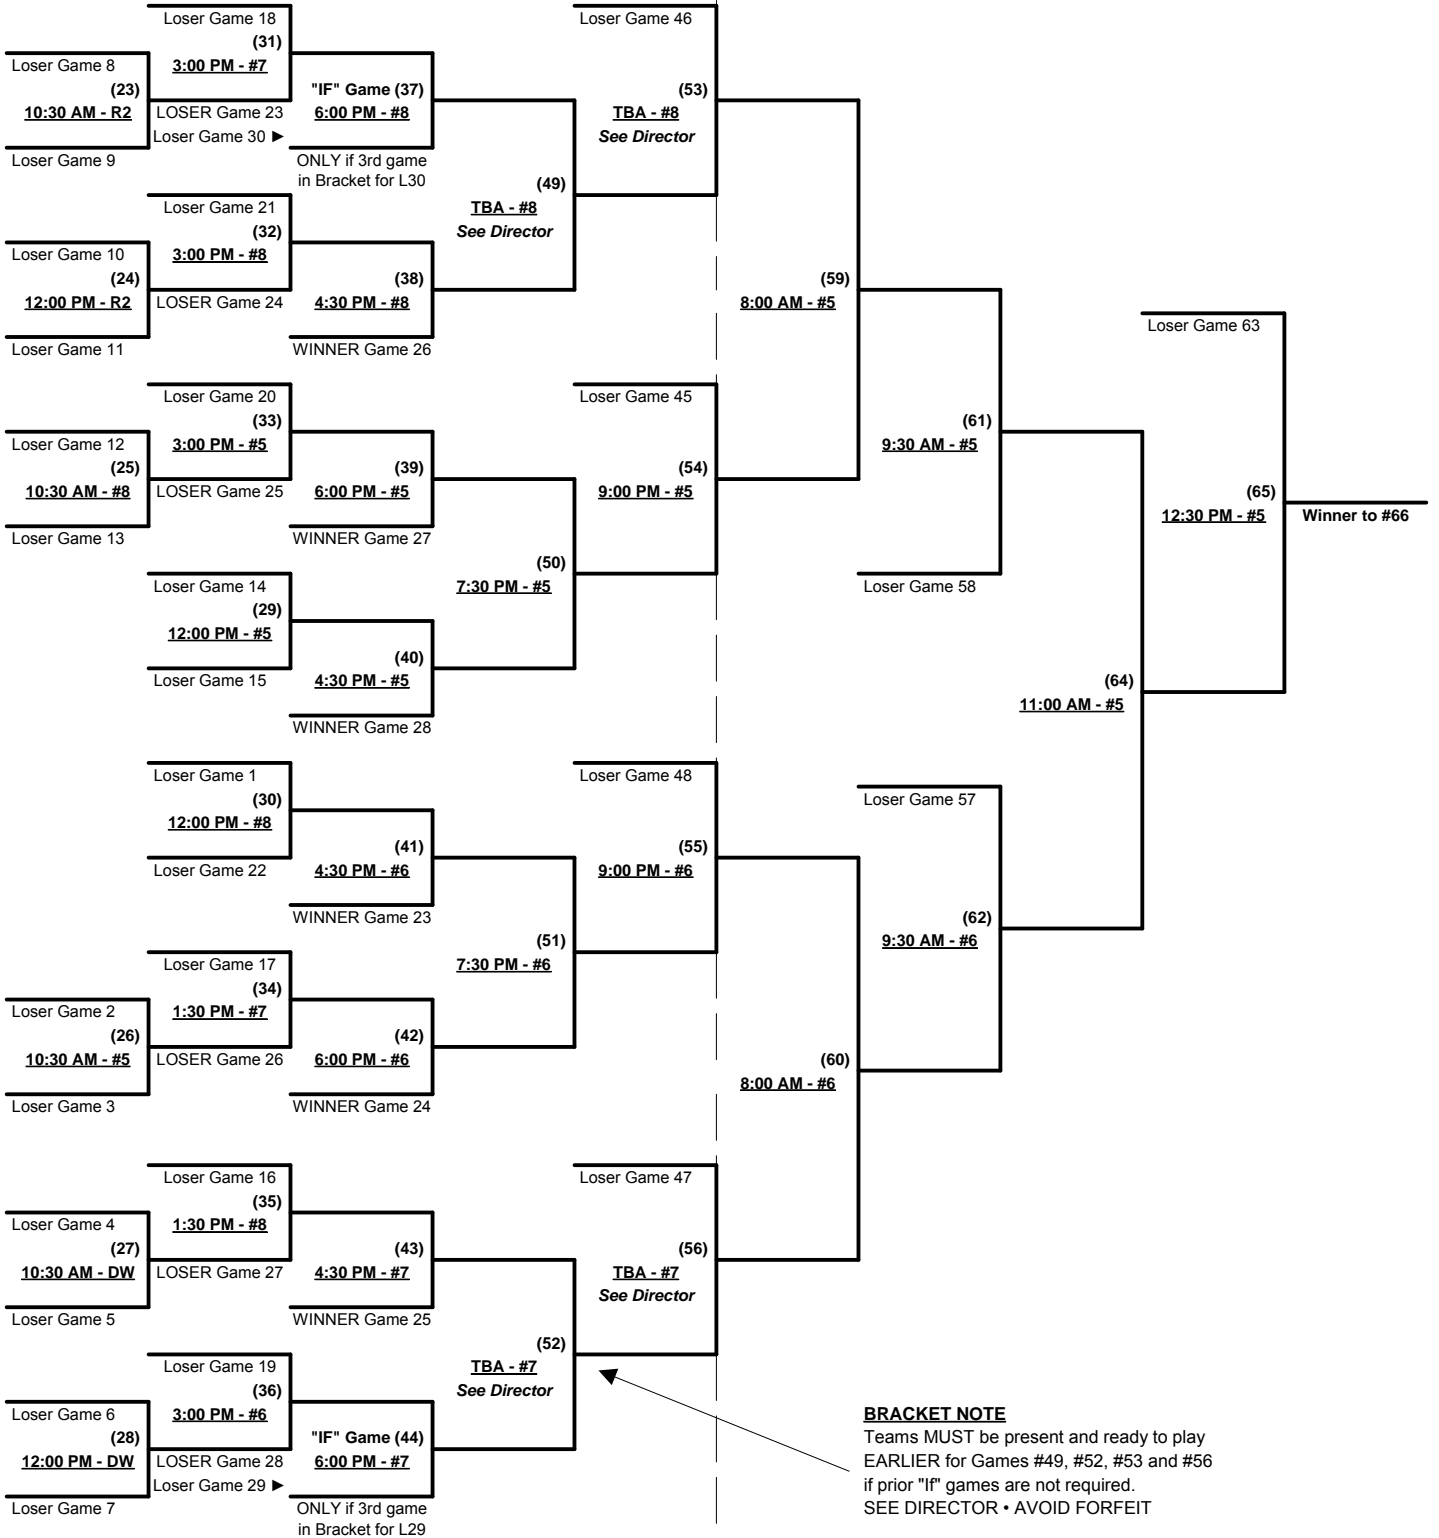 Loser Game 18
(31)
3:00 PM - #7
Loser Game 8
(23)
10:30 AM - R2
LOSER Game 23
Loser Game 30 ►
Loser Game 9
"IF" Game (37)
6:00 PM - #8
ONLY if 3rd game
in Bracket for L30
Loser Game 46
(53)
TBA - #8
See Director
(49)
TBA - #8
See Director
Loser Game 21
(32)
3:00 PM - #8
Loser Game 10
(24)
12:00 PM - R2
LOSER Game 24
Loser Game 11
(38)
4:30 PM - #8
WINNER Game 26
(59)
8:00 AM - #5
Loser Game 20
(33)
3:00 PM - #5
Loser Game 12
(25)
10:30 AM - #8
LOSER Game 25
Loser Game 13
(39)
6:00 PM - #5
WINNER Game 27
Loser Game 45
(54)
9:00 PM - #5
(50)
7:30 PM - #5
Loser Game 14
(29)
12:00 PM - #5
Loser Game 15
(40)
4:30 PM - #5
WINNER Game 28
(61)
9:30 AM - #5
Loser Game 58
Loser Game 63
(65)
12:30 PM - #5
Winner to #66
(64)
11:00 AM - #5
Loser Game 1
(30)
12:00 PM - #8
Loser Game 22
(41)
4:30 PM - #6
WINNER Game 23
Loser Game 48
(55)
9:00 PM - #6
(51)
7:30 PM - #6
Loser Game 57
(62)
9:30 AM - #6
Loser Game 17
(34)
1:30 PM - #7
Loser Game 2
(26)
10:30 AM - #5
LOSER Game 26
Loser Game 3
(42)
6:00 PM - #6
WINNER Game 24
(60)
8:00 AM - #6
Loser Game 16
(35)
1:30 PM - #8
Loser Game 4
(27)
10:30 AM - DW
LOSER Game 27
Loser Game 5
(43)
4:30 PM - #7
WINNER Game 25
Loser Game 47
(56)
TBA - #7
See Director
(52)
TBA - #7
See Director
Loser Game 19
(36)
3:00 PM - #6
Loser Game 6
(28)
12:00 PM - DW
LOSER Game 28
Loser Game 29 ►
Loser Game 7
"IF" Game (44)
6:00 PM - #7
ONLY if 3rd game
in Bracket for L29
BRACKET NOTE
Teams MUST be present and ready to play
EARLIER for Games #49, #52, #53 and #56
if prior "If" games are not required.
SEE DIRECTOR • AVOID FORFEIT